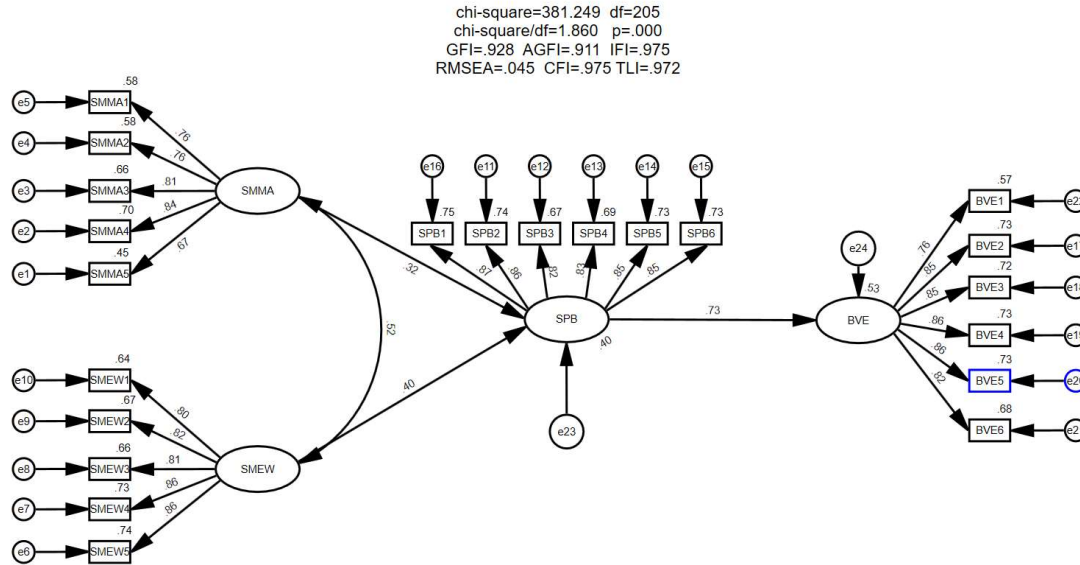 chi-square=381.249 df=205
chi-square/df=1.860 p=.000
GFI=.928 AGFI=.911 IFI=.975
RMSEA=.045 CFI=.975 TLI=.972
.58
e5 SMMA1
.76
.58
e4 SMMA2
.76
.66
e3 SMMA3
.81
.70
e2 SMMA4
.84
.45
e1 SMMA5
.67
SMMA
e16 e11 e12 e13 e14 e15
.75 .74 .67 .69 .73 .73
SPB1 SPB2 SPB3 SPB4 SPB5 SPB6
.87 .86 .82 .83 .85 .85
.32
.52
.40
SPB
.40
e23
.73
e24
.53
BVE
.57
BVE1
.76
.73
BVE2
.85
.72
BVE3
.85
.73
BVE4
.86
.73
BVE5
.86
.68
BVE6
.82
.64
e10 SMEW1
.80
.67
e9 SMEW2
.82
.66
e8 SMEW3
.81
.73
e7 SMEW4
.86
.74
e6 SMEW5
.86
SMEW